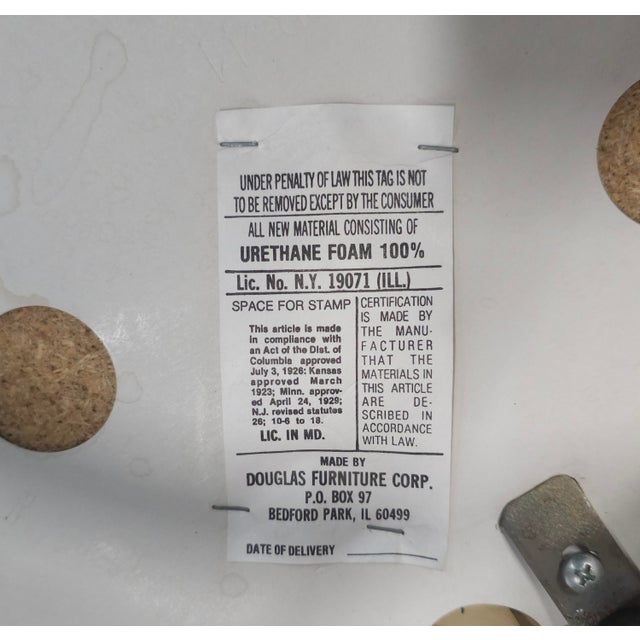 UNDER PENALTY OF LAW THIS TAG IS NOT
TO BE REMOVED EXCEPT BY THE CONSUMER
ALL NEW MATERIAL CONSISTING OF
URETHANE FOAM 100%
Lic. No. N.Y. 19071 (ILL.)
SPACE FOR STAMP
This article is made
in compliance with
an Act of the Dist. of
Columbia approved
July 3, 1926: Kansas
approved March
1923; Minn. approv-
ed April 24, 1929;
N.J. revised statutes
26; 10-6 to 18.
LIC. IN MD.
CERTIFICATION
IS MADE BY
THE MANU-
FACTURER
THAT THE
MATERIALS IN
THIS ARTICLE
ARE DE-
SCRIBED IN
ACCORDANCE
WITH LAW.
MADE BY
DOUGLAS FURNITURE CORP.
P.O. BOX 97
BEDFORD PARK, IL 60499
DATE OF DELIVERY